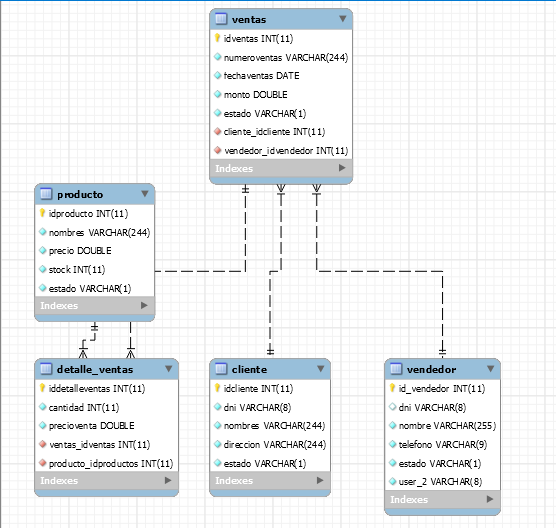 ventas
idventas INT(11)
numeroventas VARCHAR(244)
fechaventas DATE
monto DOUBLE
estado VARCHAR(1)
cliente_idcliente INT(11)
vendedor_idvendedor INT(11)
Indexes
producto
idproducto INT(11)
nombres VARCHAR(244)
precio DOUBLE
stock INT(11)
estado VARCHAR(1)
Indexes
detalle_ventas
iddetalleventas INT(11)
cantidad INT(11)
precioventa DOUBLE
ventas_idventas INT(11)
producto_idproductos INT(11)
Indexes
cliente
idcliente INT(11)
dni VARCHAR(8)
nombres VARCHAR(244)
direccion VARCHAR(244)
estado VARCHAR(1)
Indexes
vendedor
id_vendedor INT(11)
dni VARCHAR(8)
nombre VARCHAR(255)
telefono VARCHAR(9)
estado VARCHAR(1)
user_2 VARCHAR(8)
Indexes